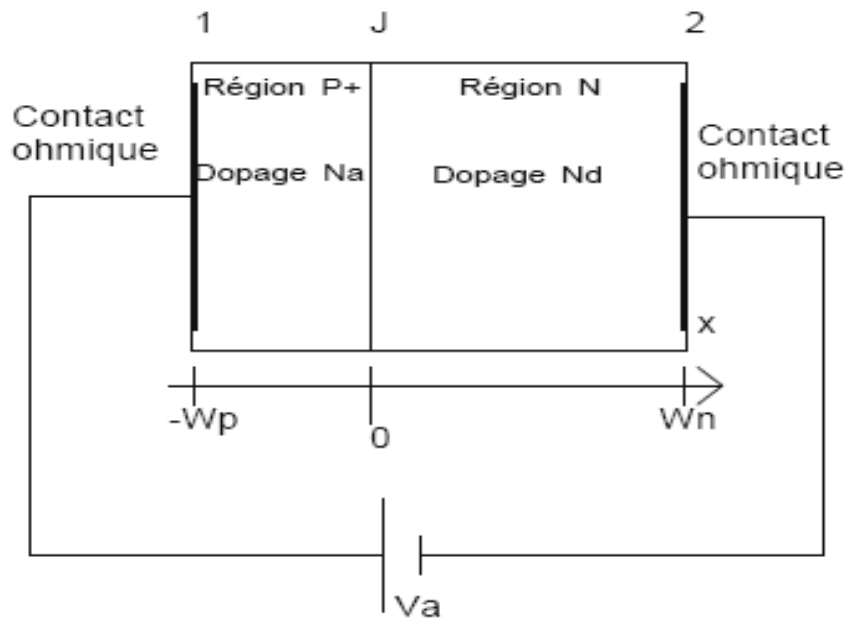 1
J
2
Région P+
Région N
Contact
ohmique
Contact
ohmique
Dopage Na
Dopage Nd
x
-Wp
0
Wn
Va